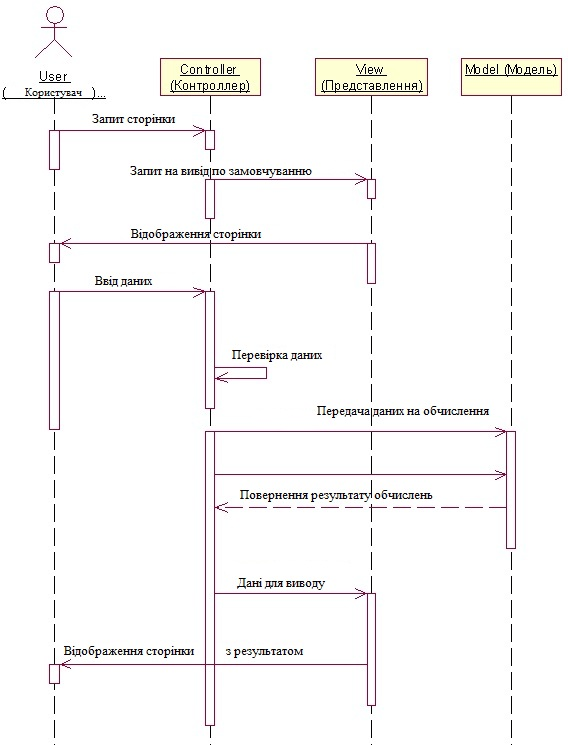 User
( Користувач )...
Controller
(Контроллер)
View
(Представлення)
Model (Модель)
Запит сторінки
Запит на вивід по замовчуванню
Відображення сторінки
Ввід даних
Перевірка даних
Передача даних на обчислення
Повернення результату обчислень
Дані для виводу
Відображення сторінки з результатом